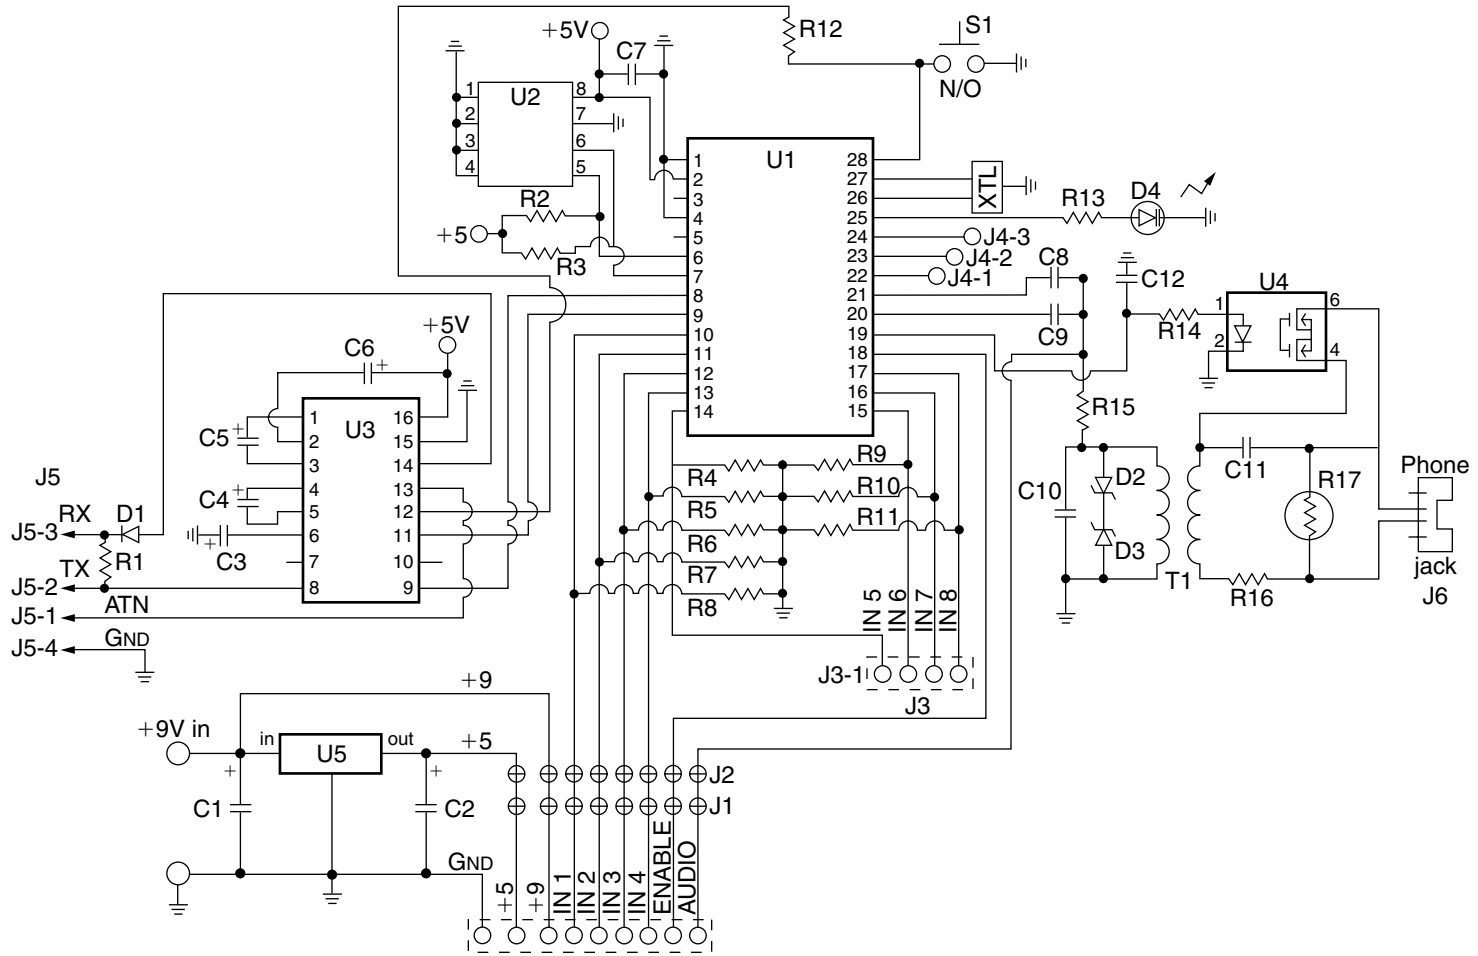 R12
S1
N/O
+5V
C7
U2
1
2
3
4
8
7
6
5
U1
1
2
3
4
5
6
7
8
9
10
11
12
13
14
28
27
26
25
24
23
22
21
20
19
18
17
16
15
XTL
R13
D4
J4-3
J4-2
J4-1
R2
+5
R3
C8
C9
C12
R14
U4
1
2
6
4
+5V
C6
+
U3
1
2
3
4
5
6
7
8
16
15
14
13
12
11
10
9
C5
+
C4
+
C3
+
J5
RX
J5-3
D1
R1
TX
J5-2
ATN
J5-1
GND
J5-4
R15
C10
D2
D3
T1
C11
R17
R16
Phone
jack
J6
R4
R5
R6
R7
R8
R9
R10
R11
IN 5
IN 6
IN 7
IN 8
J3-1
J3
+9
+9V in
in
U5
out
+5
+
C1
+
C2
GND
J2
J1
+5
+9
IN 1
IN 2
IN 3
IN 4
ENABLE
AUDIO